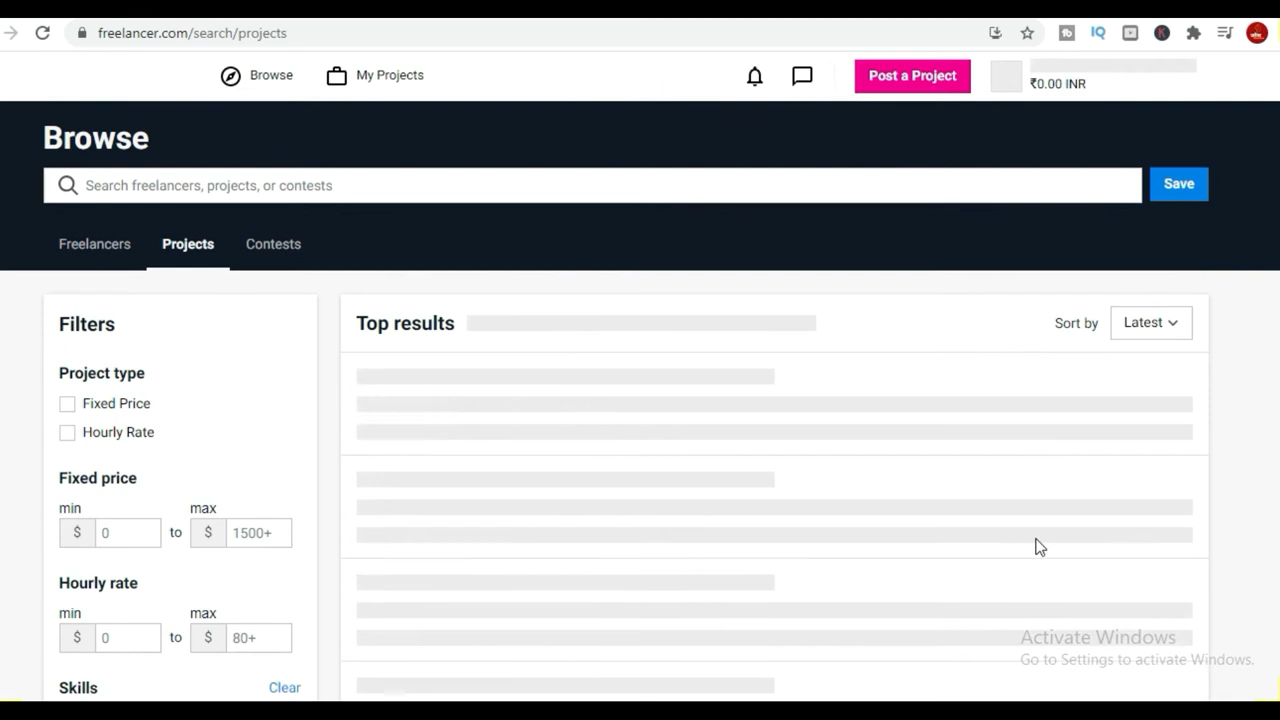 freelancer.com/search/projects
Browse
My Projects
Post a Project
₹0.00 INR
Browse
Search freelancers, projects, or contests
Save
Freelancers
Projects
Contests
Filters
Project type
Fixed Price
Hourly Rate
Fixed price
min
max
$ 0 to $ 1500+
Hourly rate
min
max
$ 0 to $ 80+
Skills
Clear
Top results
Sort by
Latest
Activate Windows
Go to Settings to activate Windows.